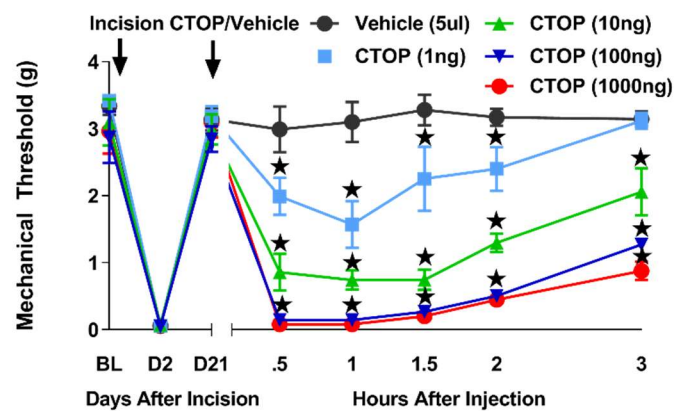 Incision CTOP/Vehicle
Vehicle (5ul)
CTOP (1ng)
CTOP (10ng)
CTOP (100ng)
CTOP (1000ng)
Mechanical Threshold (g)
4
3
2
1
0
BL D2 D21 .5 1 1.5 2 3
Days After Incision Hours After Injection